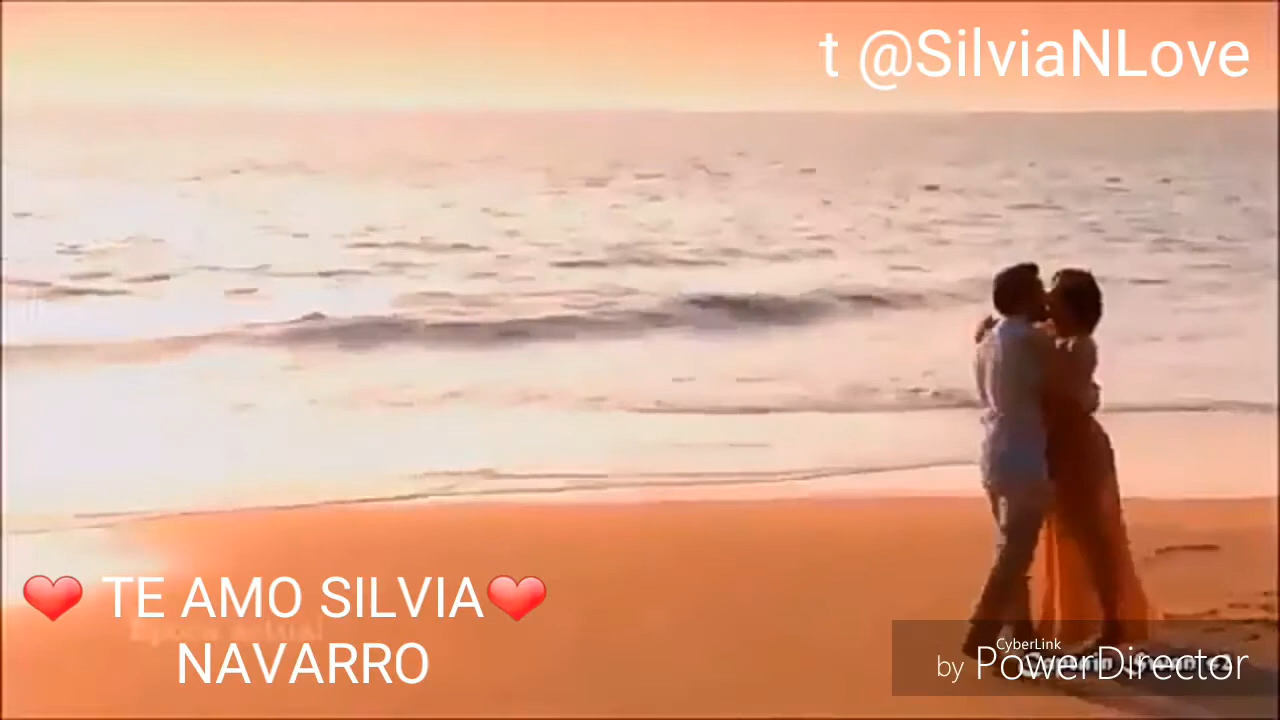 t @SilviaNLove
❤ TE AMO SILVIA❤
NAVARRO
CyberLink
by PowerDirector